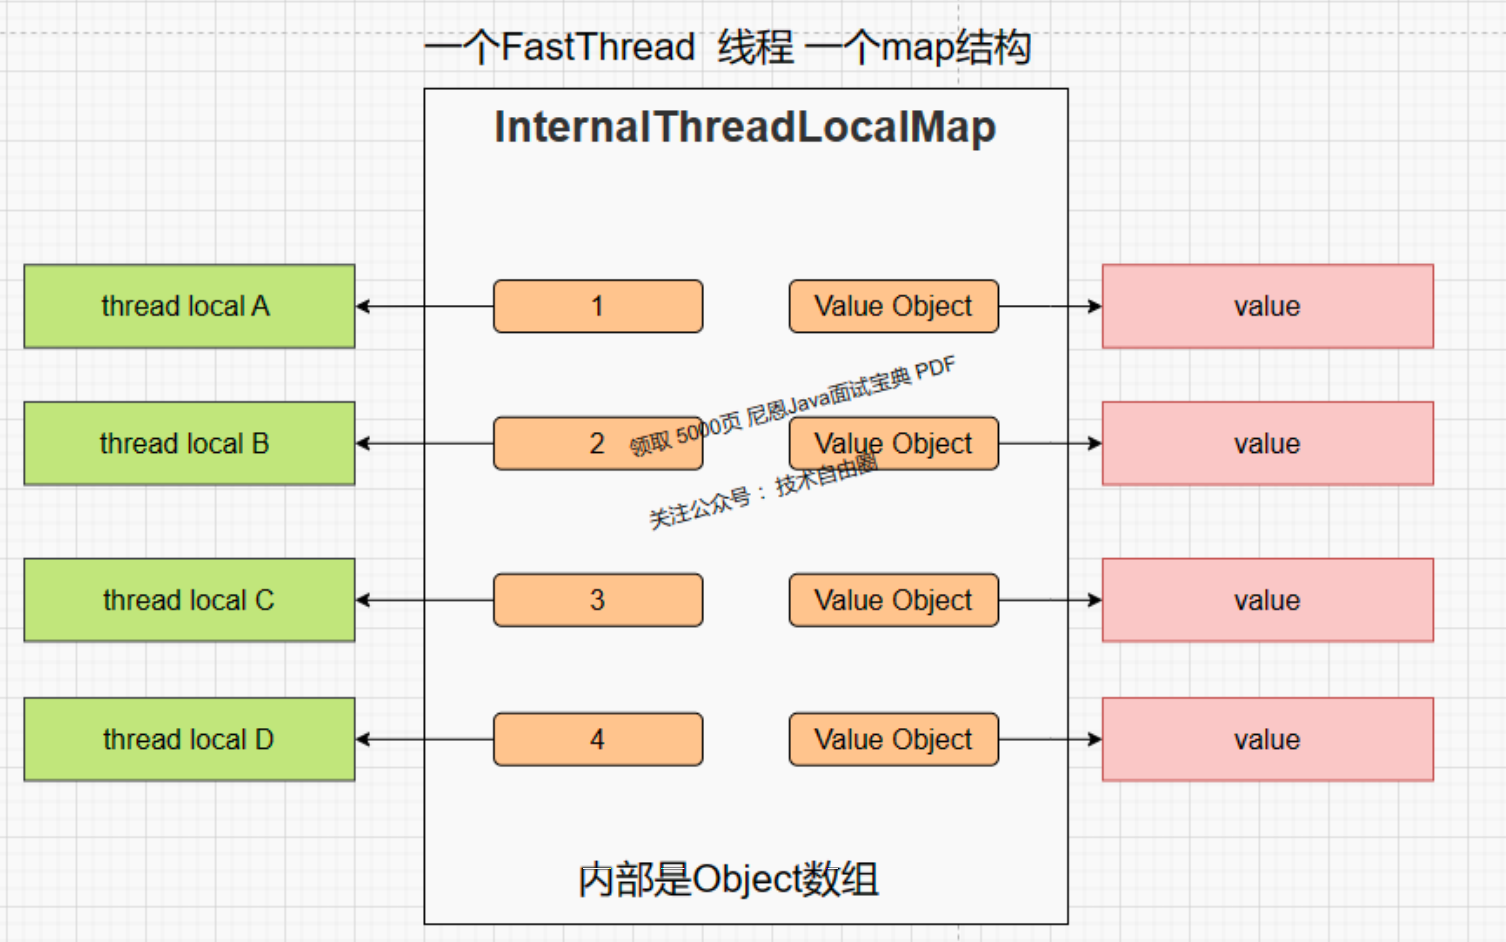 一个FastThread 线程 一个map结构
InternalThreadLocalMap
thread local A
1
Value Object
value
领取 5000页 尼恩Java面试宝典 PDF
thread local B
2
Value Object
value
关注公众号： 技术自由圈
thread local C
3
Value Object
value
thread local D
4
Value Object
value
内部是Object数组